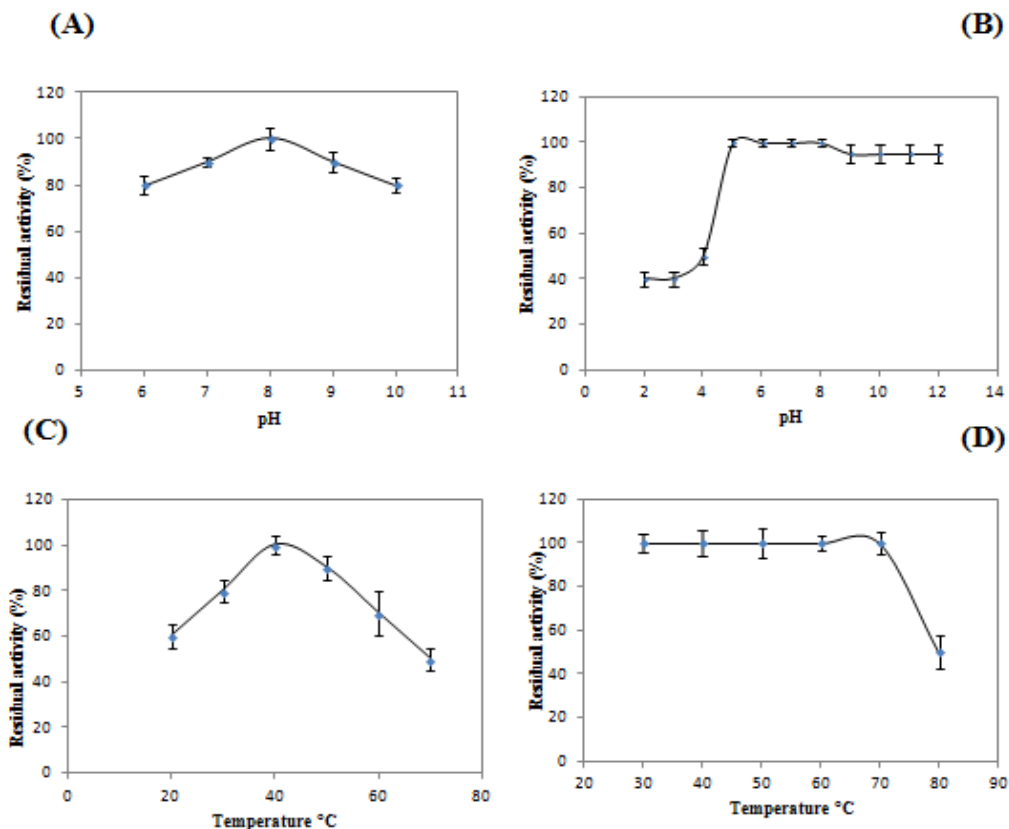 (A)
(B)
120
100
80
60
40
20
0
Residual activity (%)
5 6 7 8 9 10 11
pH
120
100
80
60
40
20
0
Residual activity (%)
0 2 4 6 8 10 12 14
pH
(C)
(D)
120
100
80
60
40
20
0
Residual activity (%)
0 20 40 60 80
Temperature °C
120
100
80
60
40
20
0
Residual activity (%)
20 30 40 50 60 70 80 90
Temperature °C